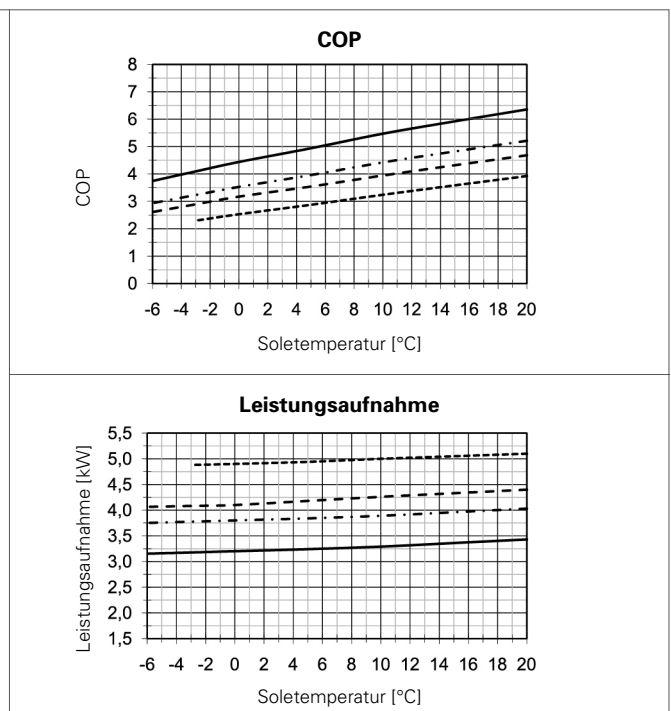 COP
8
7
6
5
4
3
2
1
0
COP
-6 -4 -2 0 2 4 6 8 10 12 14 16 18 20
Soletemperatur [°C]
Leistungsaufnahme
5,5
5,0
4,5
4,0
3,5
3,0
2,5
2,0
1,5
Leistungsaufnahme [kW]
-6 -4 -2 0 2 4 6 8 10 12 14 16 18 20
Soletemperatur [°C]